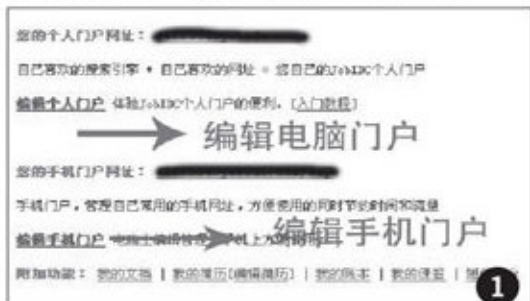 您的个人门户网址：
自己喜欢的搜索引擎 + 自己喜欢的网址 = 您自己的JobIDC个人门户
编辑个人门户 体验JobIDC个人门户的便利。[入门教程]
编辑电脑门户
您的手机门户网址：
手机门户，管理自己常用的手机网址，方便使用的同时节约时间和流量
编辑手机门户
编辑手机门户
附加功能： 我的文档 | 我的简历[编辑简历] | 我的账本 | 我的课程 |
1